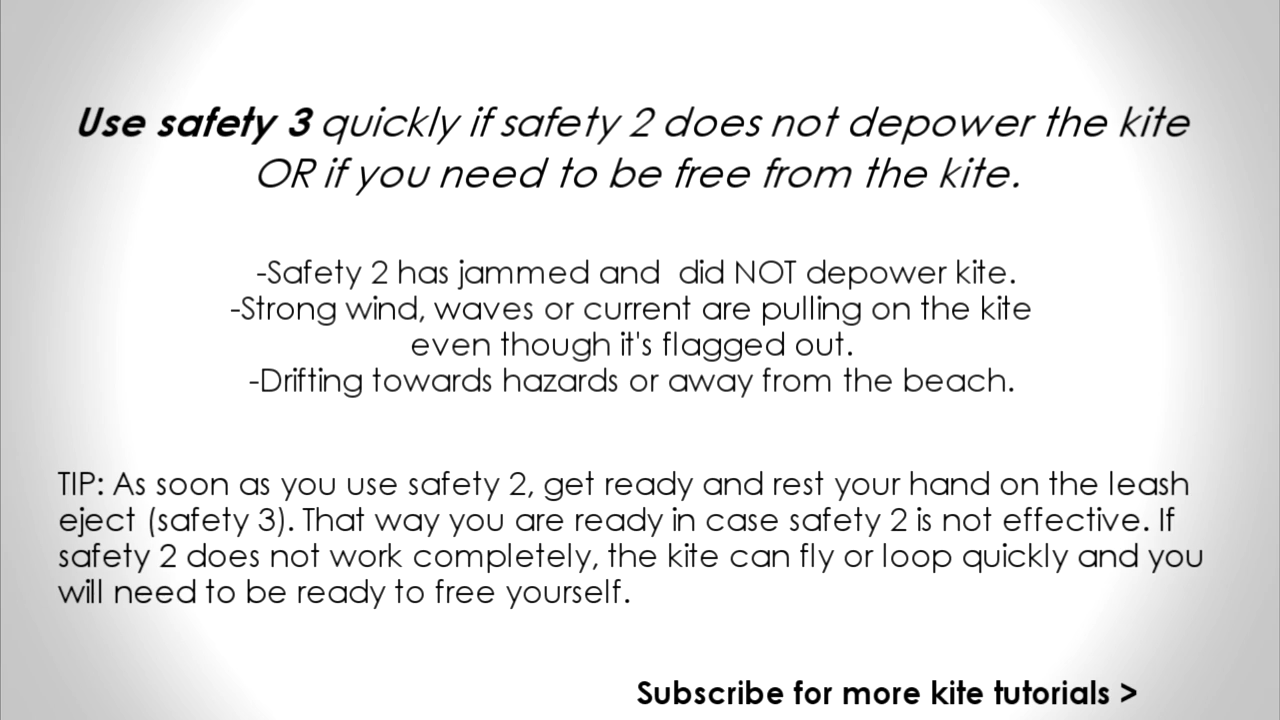 Use safety 3 quickly if safety 2 does not depower the kite
OR if you need to be free from the kite.
-Safety 2 has jammed and  did NOT depower kite.
-Strong wind, waves or current are pulling on the kite
even though it's flagged out.
-Drifting towards hazards or away from the beach.
TIP: As soon as you use safety 2, get ready and rest your hand on the leash
eject (safety 3). That way you are ready in case safety 2 is not effective. If
safety 2 does not work completely, the kite can fly or loop quickly and you
will need to be ready to free yourself.
Subscribe for more kite tutorials >